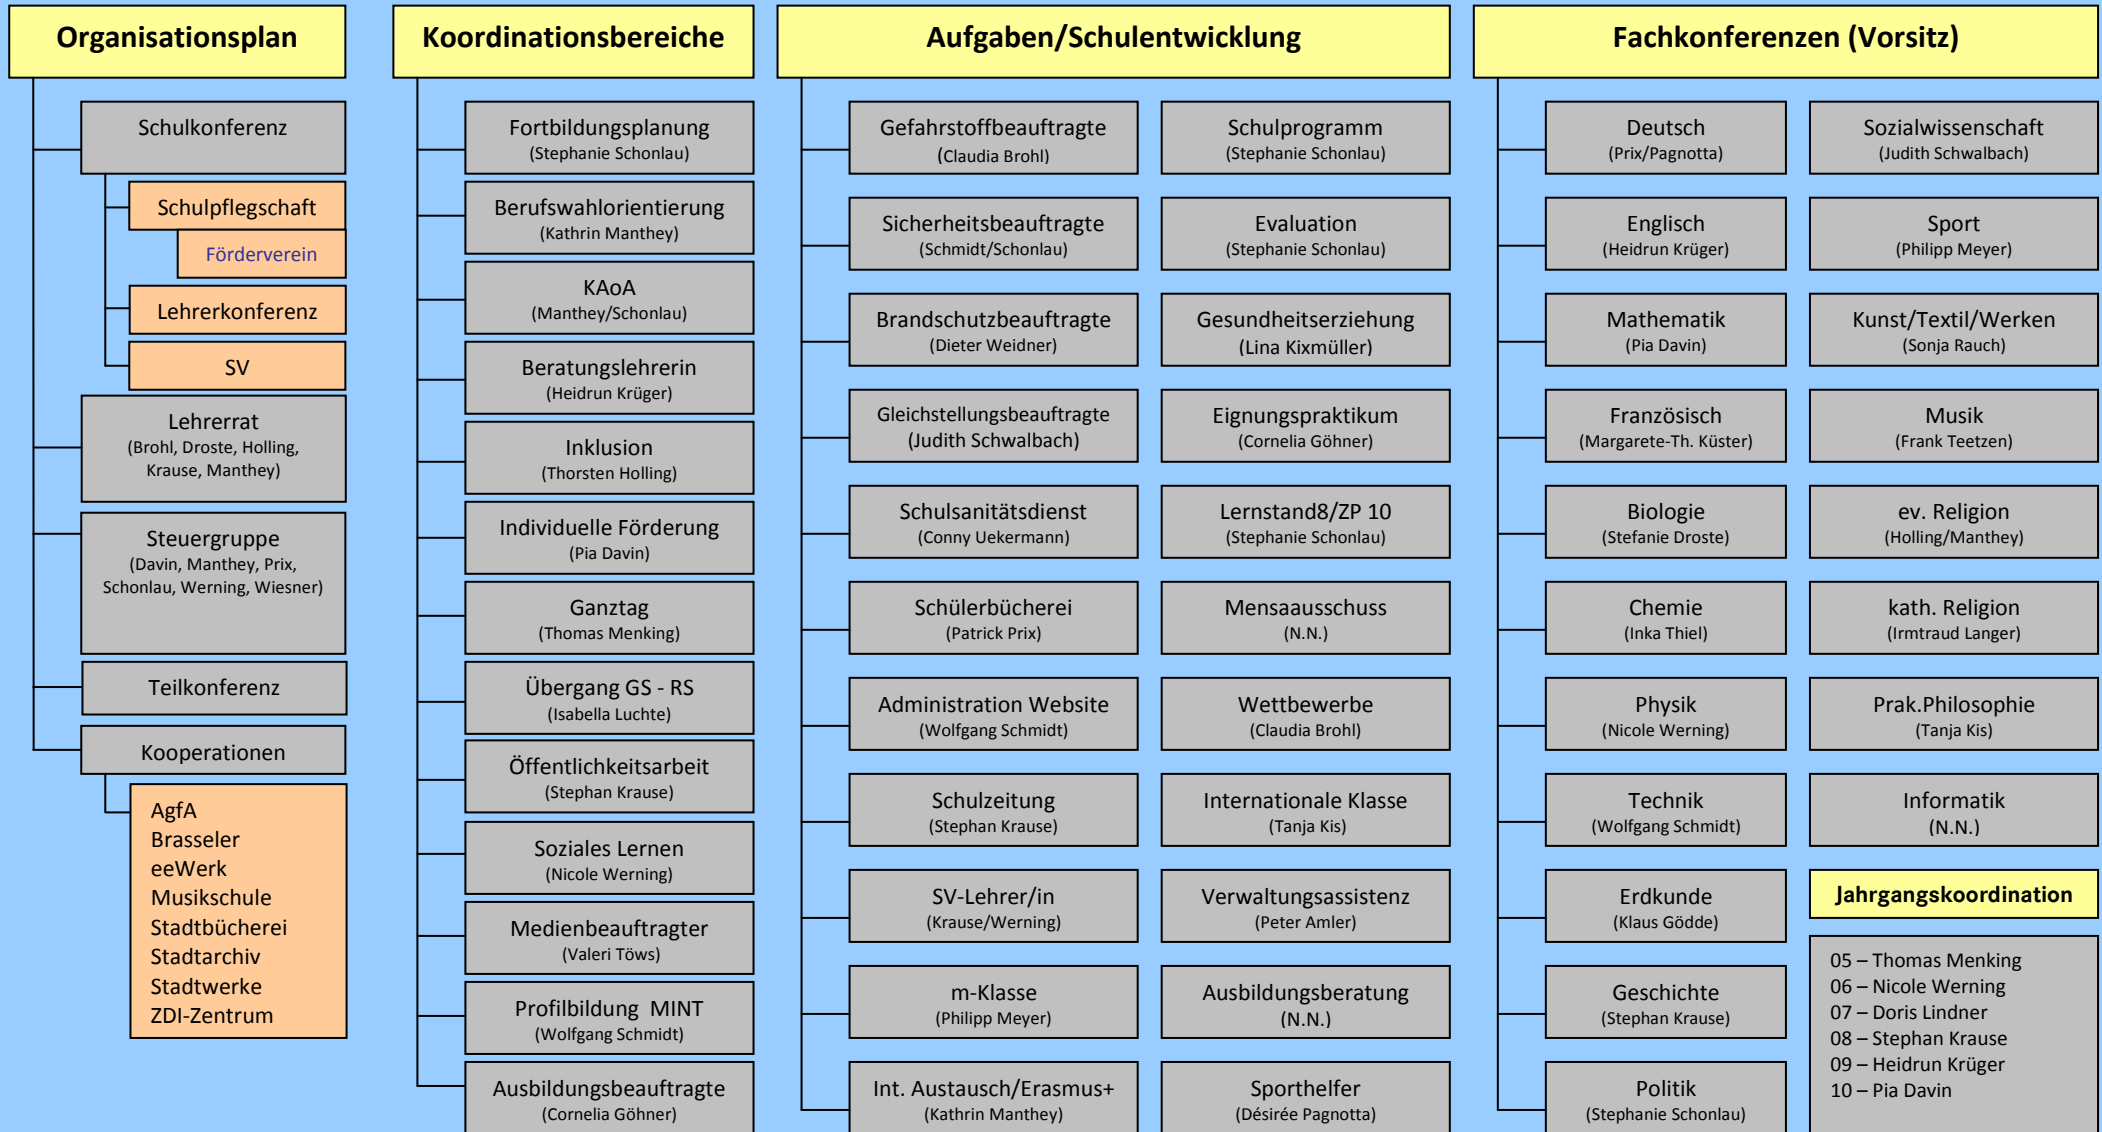 Organisationsplan
Schulkonferenz
Schulpflegschaft
Förderverein
Lehrerkonferenz
SV
Lehrerrat
(Brohl, Droste, Holling,
Krause, Manthey)
Steuergruppe
(Davin, Manthey, Prix,
Schonlau, Werning, Wiesner)
Teilkonferenz
Kooperationen
AgfA
Brasseler
eeWerk
Musikschule
Stadtbücherei
Stadtarchiv
Stadtwerke
ZDI-Zentrum
Koordinationsbereiche
Fortbildungsplanung
(Stephanie Schonlau)
Berufswahlorientierung
(Kathrin Manthey)
KAoA
(Manthey/Schonlau)
Beratungslehrerin
(Heidrun Krüger)
Inklusion
(Thorsten Holling)
Individuelle Förderung
(Pia Davin)
Ganztag
(Thomas Menking)
Übergang GS - RS
(Isabella Luchte)
Öffentlichkeitsarbeit
(Stephan Krause)
Soziales Lernen
(Nicole Werning)
Medienbeauftragter
(Valeri Töws)
Profilbildung  MINT
(Wolfgang Schmidt)
Ausbildungsbeauftragte
(Cornelia Göhner)
Aufgaben/Schulentwicklung
Gefahrstoffbeauftragte
(Claudia Brohl)
Sicherheitsbeauftragte
(Schmidt/Schonlau)
Brandschutzbeauftragte
(Dieter Weidner)
Gleichstellungsbeauftragte
(Judith Schwalbach)
Schulsanitätsdienst
(Conny Uekermann)
Schülerbücherei
(Patrick Prix)
Administration Website
(Wolfgang Schmidt)
Schulzeitung
(Stephan Krause)
SV-Lehrer/in
(Krause/Werning)
m-Klasse
(Philipp Meyer)
Int. Austausch/Erasmus+
(Kathrin Manthey)
Schulprogramm
(Stephanie Schonlau)
Evaluation
(Stephanie Schonlau)
Gesundheitserziehung
(Lina Kixmüller)
Eignungspraktikum
(Cornelia Göhner)
Lernstand8/ZP 10
(Stephanie Schonlau)
Mensaausschuss
(N.N.)
Wettbewerbe
(Claudia Brohl)
Internationale Klasse
(Tanja Kis)
Verwaltungsassistenz
(Peter Amler)
Ausbildungsberatung
(N.N.)
Sporthelfer
(Désirée Pagnotta)
Fachkonferenzen (Vorsitz)
Deutsch
(Prix/Pagnotta)
Englisch
(Heidrun Krüger)
Mathematik
(Pia Davin)
Französisch
(Margarete-Th. Küster)
Biologie
(Stefanie Droste)
Chemie
(Inka Thiel)
Physik
(Nicole Werning)
Technik
(Wolfgang Schmidt)
Erdkunde
(Klaus Gödde)
Geschichte
(Stephan Krause)
Politik
(Stephanie Schonlau)
Sozialwissenschaft
(Judith Schwalbach)
Sport
(Philipp Meyer)
Kunst/Textil/Werken
(Sonja Rauch)
Musik
(Frank Teetzen)
ev. Religion
(Holling/Manthey)
kath. Religion
(Irmtraud Langer)
Prak.Philosophie
(Tanja Kis)
Informatik
(N.N.)
Jahrgangskoordination
05 – Thomas Menking
06 – Nicole Werning
07 – Doris Lindner
08 – Stephan Krause
09 – Heidrun Krüger
10 – Pia Davin